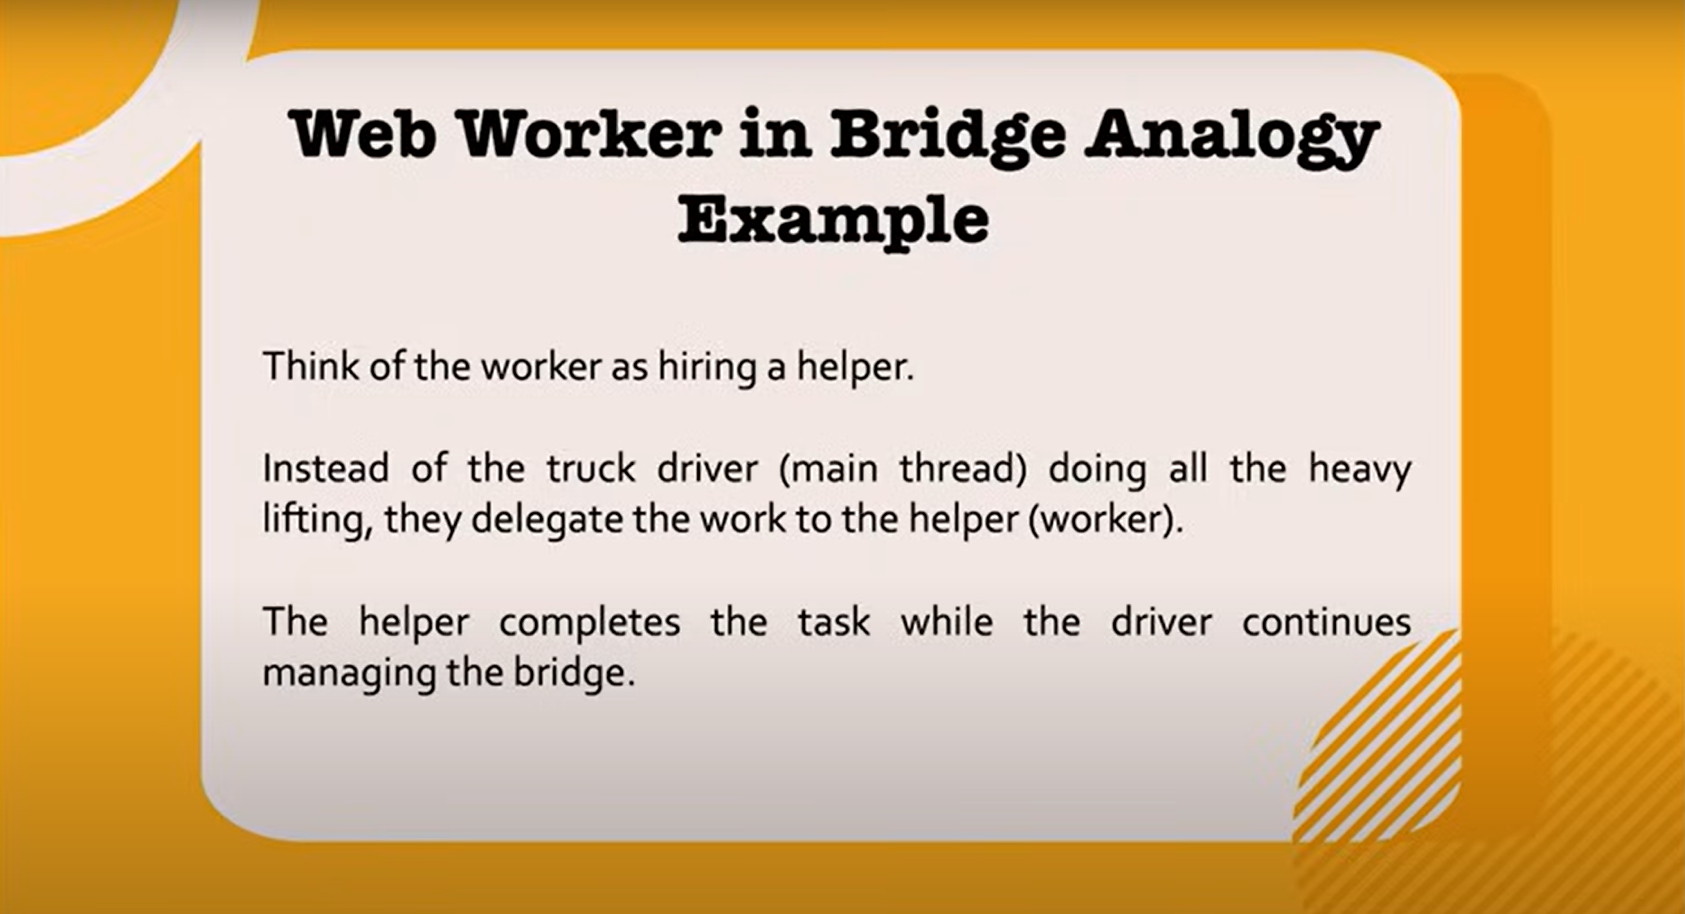 Web Worker in Bridge Analogy
Example
Think of the worker as hiring a helper.
Instead of the truck driver (main thread) doing all the heavy
lifting, they delegate the work to the helper (worker).
The helper completes the task while the driver continues
managing the bridge.